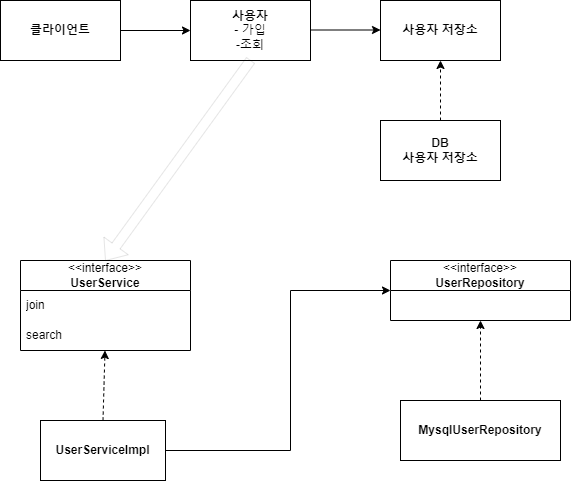 클라이언트
사용자
- 가입
-조회
사용자 저장소
DB
사용자 저장소
<<interface>>
UserService
join
search
<<interface>>
UserRepository
UserServiceImpl
MysqlUserRepository